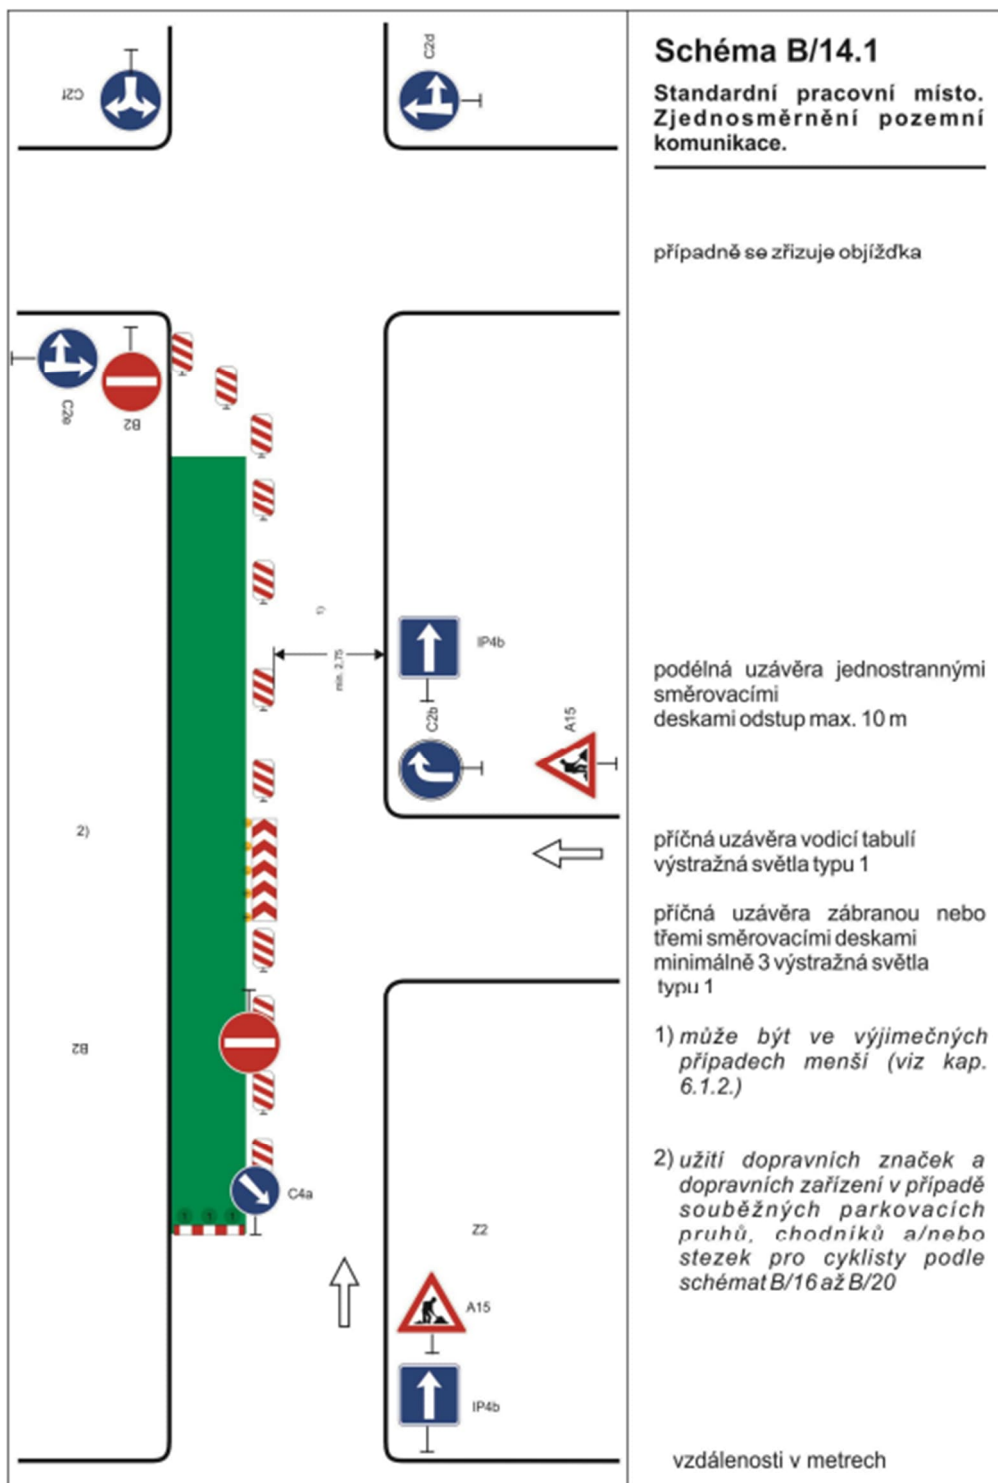 Schéma B/14.1
Standardní pracovní místo.
Zjednosměrnění pozemní
komunikace.
případně se zřizuje objížďka
podélná uzávěra jednostrannými
směrovacími
deskami odstup max. 10 m
příčná uzávěra vodicí tabulí
výstražná světla typu 1
příčná uzávěra zábranou nebo
třemi směrovacími deskami
minimálně 3 výstražná světla
typu 1
1) může být ve výjimečných
případech menší (viz kap.
6.1.2.)
2) užití dopravních značek a
dopravních zařízení v případě
souběžných parkovacích
pruhů, chodníků a/nebo
stezek pro cyklisty podle
schémat B/16 až B/20
vzdálenosti v metrech
C2f
C2d
C2e
B2
1)
min. 2,75
IP4b
C2b
A15
2)
B2
C4a
1 1 1
Z2
A15
IP4b